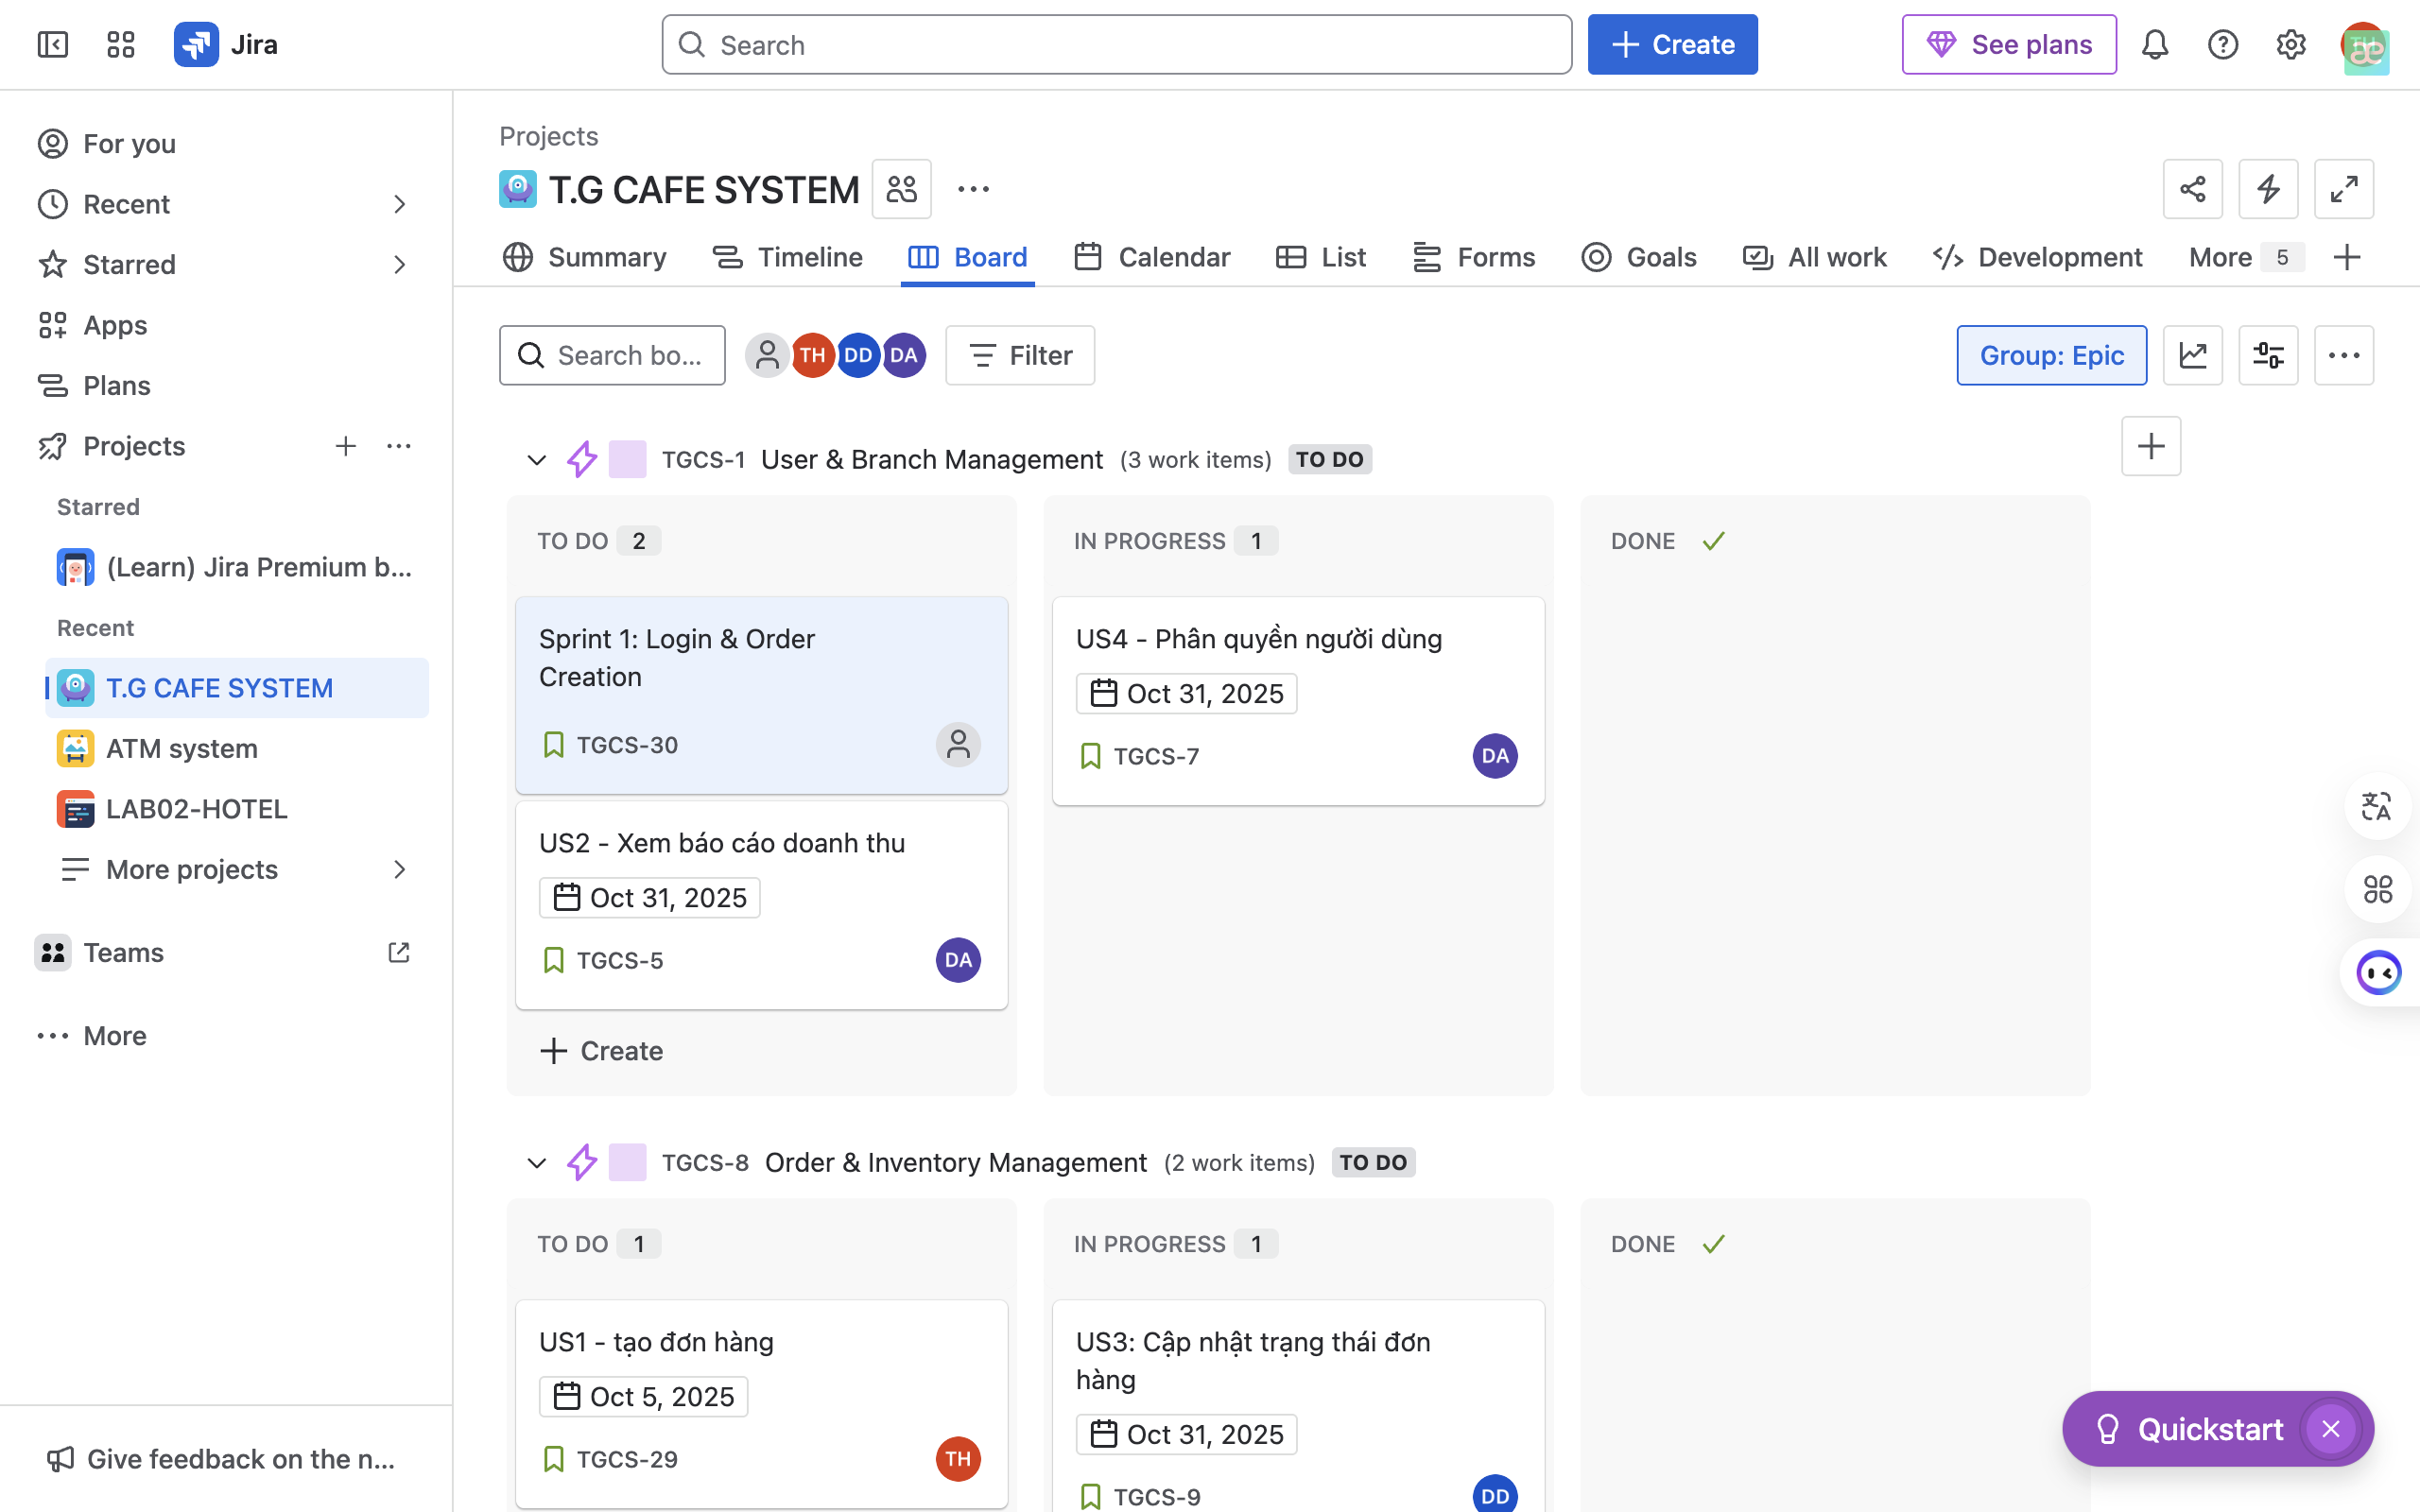 Jira
Search
Create
See plans
For you
Recent
Starred
Apps
Plans
Projects
Starred
(Learn) Jira Premium b...
Recent
T.G CAFE SYSTEM
ATM system
LAB02-HOTEL
More projects
Teams
More
Give feedback on the n...
Projects
T.G CAFE SYSTEM
Summary
Timeline
Board
Calendar
List
Forms
Goals
All work
Development
More 5
Search bo...
TH
DD
DA
Filter
Group: Epic
TGCS-1 User & Branch Management (3 work items) TO DO
TO DO 2
IN PROGRESS 1
DONE
Sprint 1: Login & Order
Creation
TGCS-30
US2 - Xem báo cáo doanh thu
Oct 31, 2025
TGCS-5
DA
Create
US4 - Phân quyền người dùng
Oct 31, 2025
TGCS-7
DA
TGCS-8 Order & Inventory Management (2 work items) TO DO
TO DO 1
IN PROGRESS 1
DONE
US1 - tạo đơn hàng
Oct 5, 2025
TGCS-29
TH
US3: Cập nhật trạng thái đơn
hàng
Oct 31, 2025
TGCS-9
DD
Quickstart